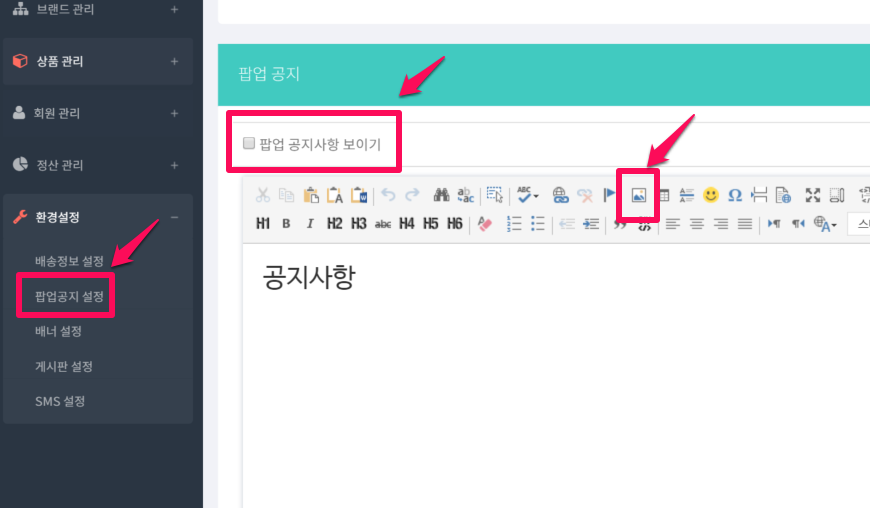 브랜드 관리 +
상품 관리 +
회원 관리 +
정산 관리 +
환경설정 −
배송정보 설정
팝업공지 설정
배너 설정
게시판 설정
SMS 설정
팝업 공지
팝업 공지사항 보이기
H1 B I H2 H3 abc H4 H5 H6
공지사항